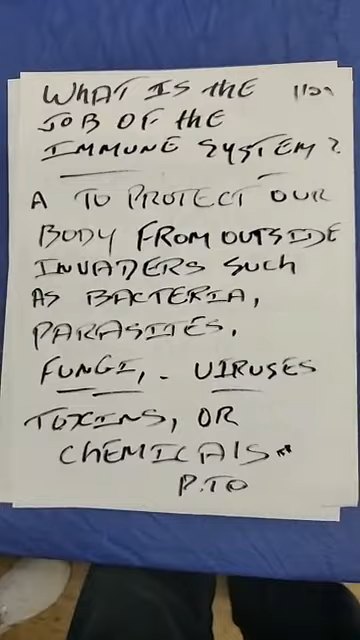 WHAT IS the
JOB OF the
IMMUNE SYSTEM?
A TO PROTECT OUR
BODY FROM OUTSIDE
INVADERS SUCH
AS BACTERIA,
PARASITES,
FUNGI, - VIRUSES
TOXINS, OR
CHEMICALS
P.TO